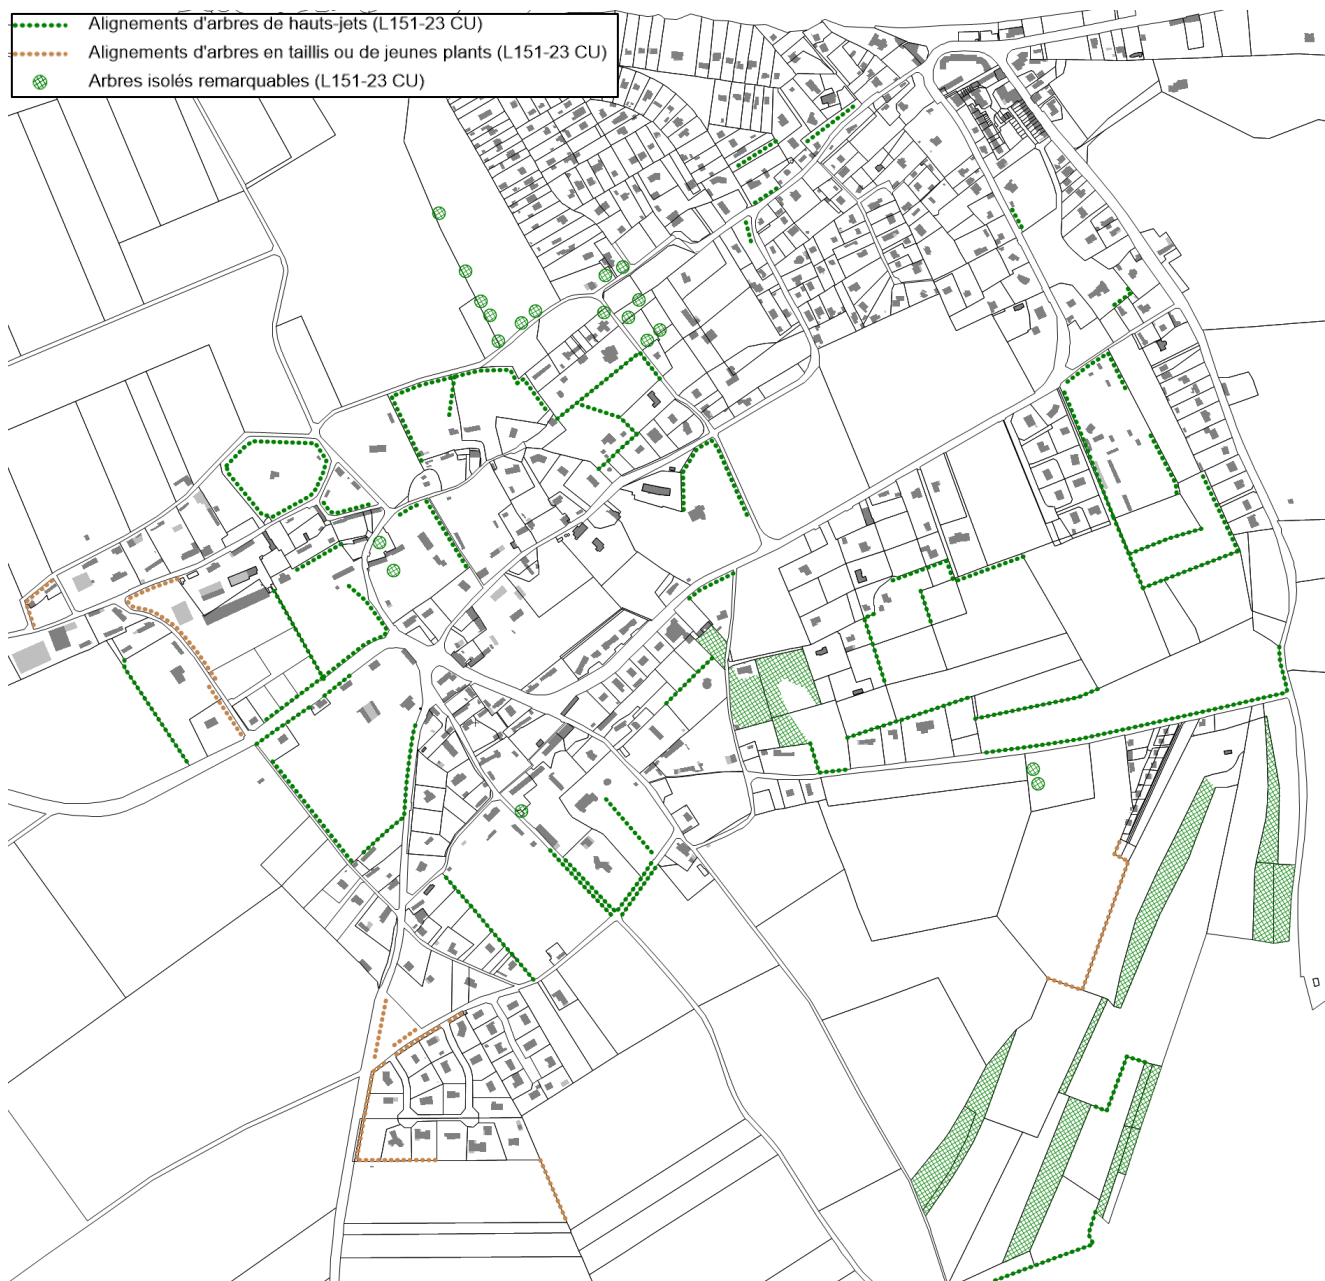 Alignements d'arbres de hauts-jets (L151-23 CU)
Alignements d'arbres en taillis ou de jeunes plants (L151-23 CU)
Arbres isolés remarquables (L151-23 CU)